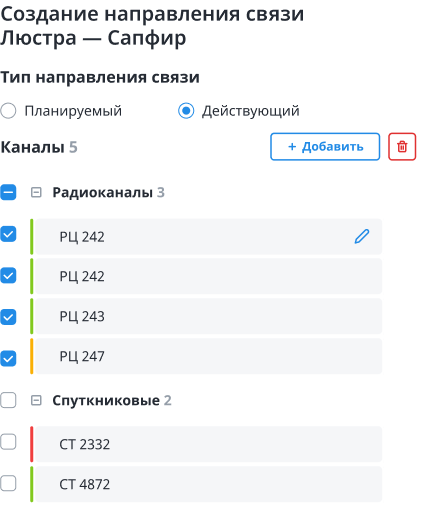 Создание направления связи
Люстра — Сапфир
Тип направления связи
Планируемый Действующий
Каналы 5 + Добавить
Радиоканалы 3
РЦ 242
РЦ 242
РЦ 243
РЦ 247
Спуткниковые 2
СТ 2332
СТ 4872